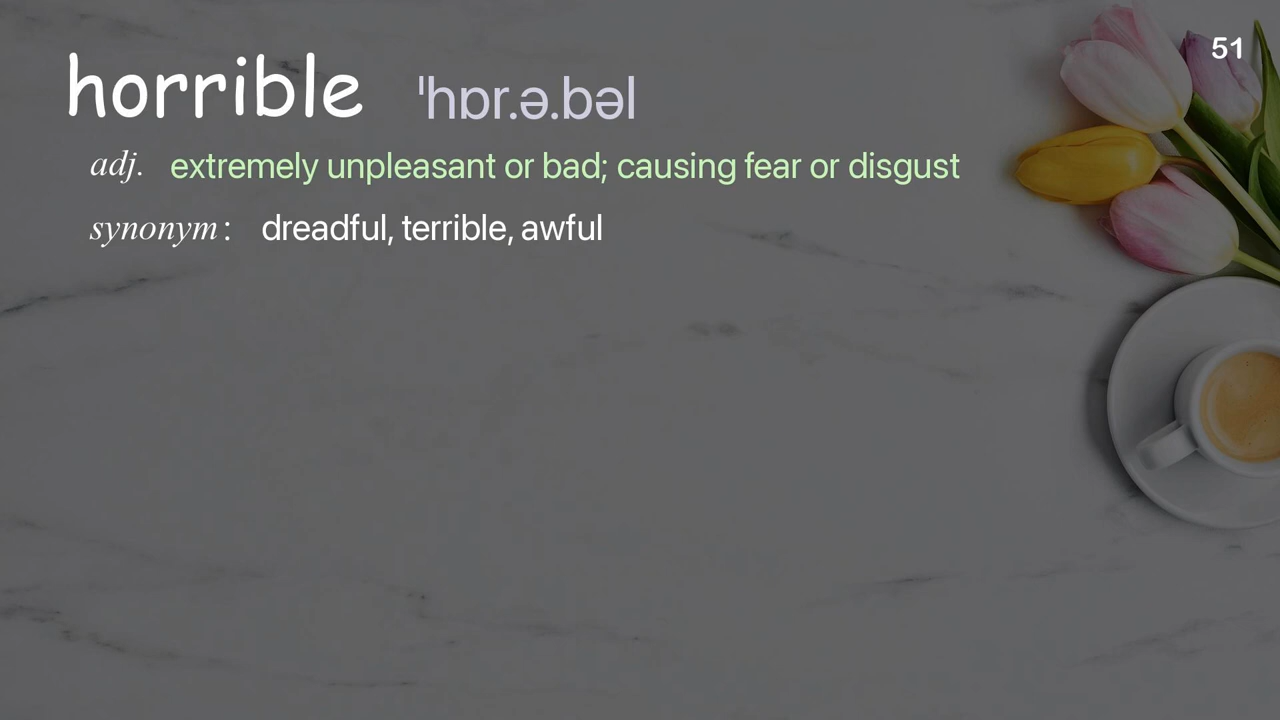 51
horrible ˈhɒr.ə.bəl
adj. extremely unpleasant or bad; causing fear or disgust
synonym: dreadful, terrible, awful